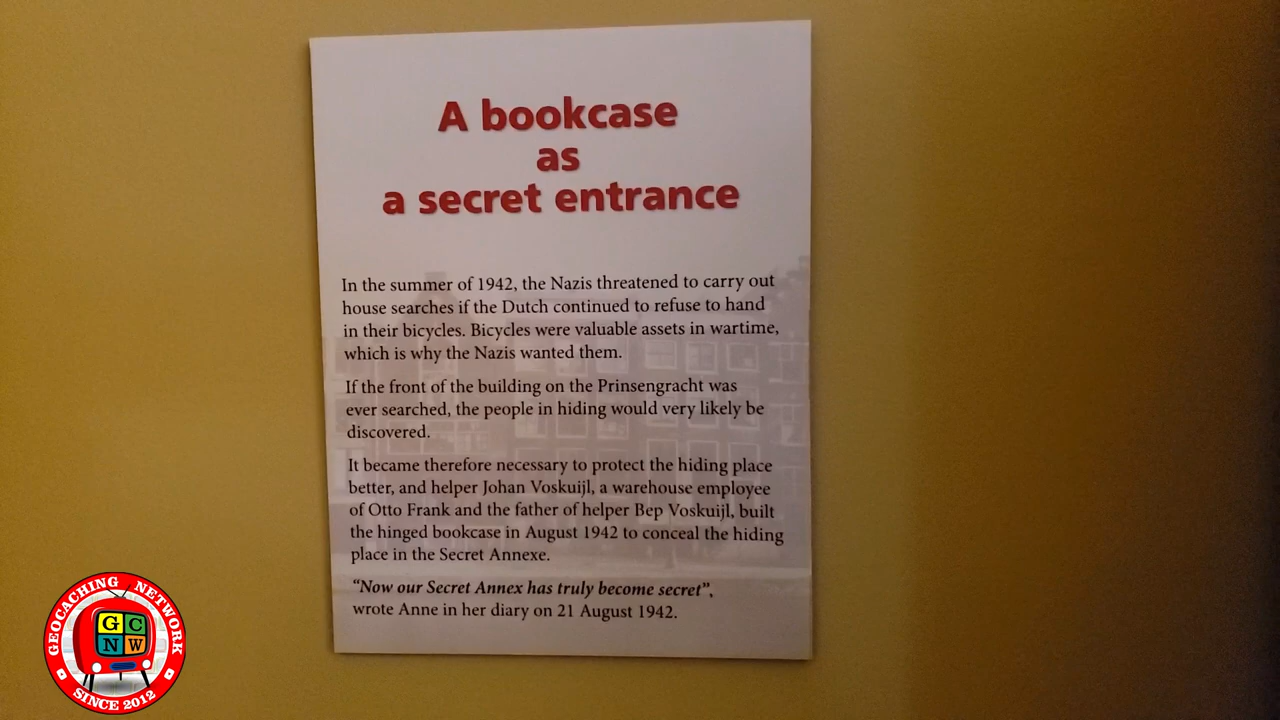 A bookcase
as
a secret entrance
In the summer of 1942, the Nazis threatened to carry out
house searches if the Dutch continued to refuse to hand
in their bicycles. Bicycles were valuable assets in wartime,
which is why the Nazis wanted them.
If the front of the building on the Prinsengracht was
ever searched, the people in hiding would very likely be
discovered.
It became therefore necessary to protect the hiding place
better, and helper Johan Voskuijl, a warehouse employee
of Otto Frank and the father of helper Bep Voskuijl, built
the hinged bookcase in August 1942 to conceal the hiding
place in the Secret Annexe.
“Now our Secret Annex has truly become secret”,
wrote Anne in her diary on 21 August 1942.
GEOCACHING NETWORK
GC
NW
SINCE 2012